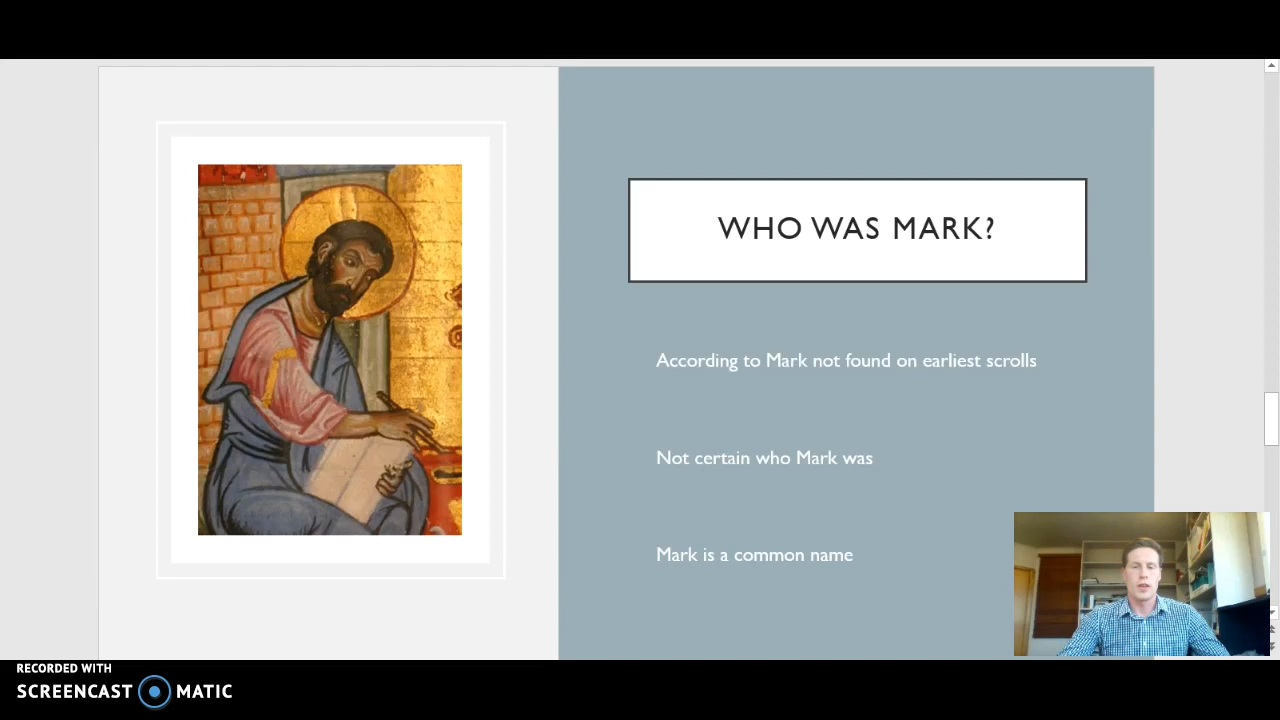 WHO WAS MARK?
According to Mark not found on earliest scrolls
Not certain who Mark was
Mark is a common name
RECORDED WITH
SCREENCAST MATIC